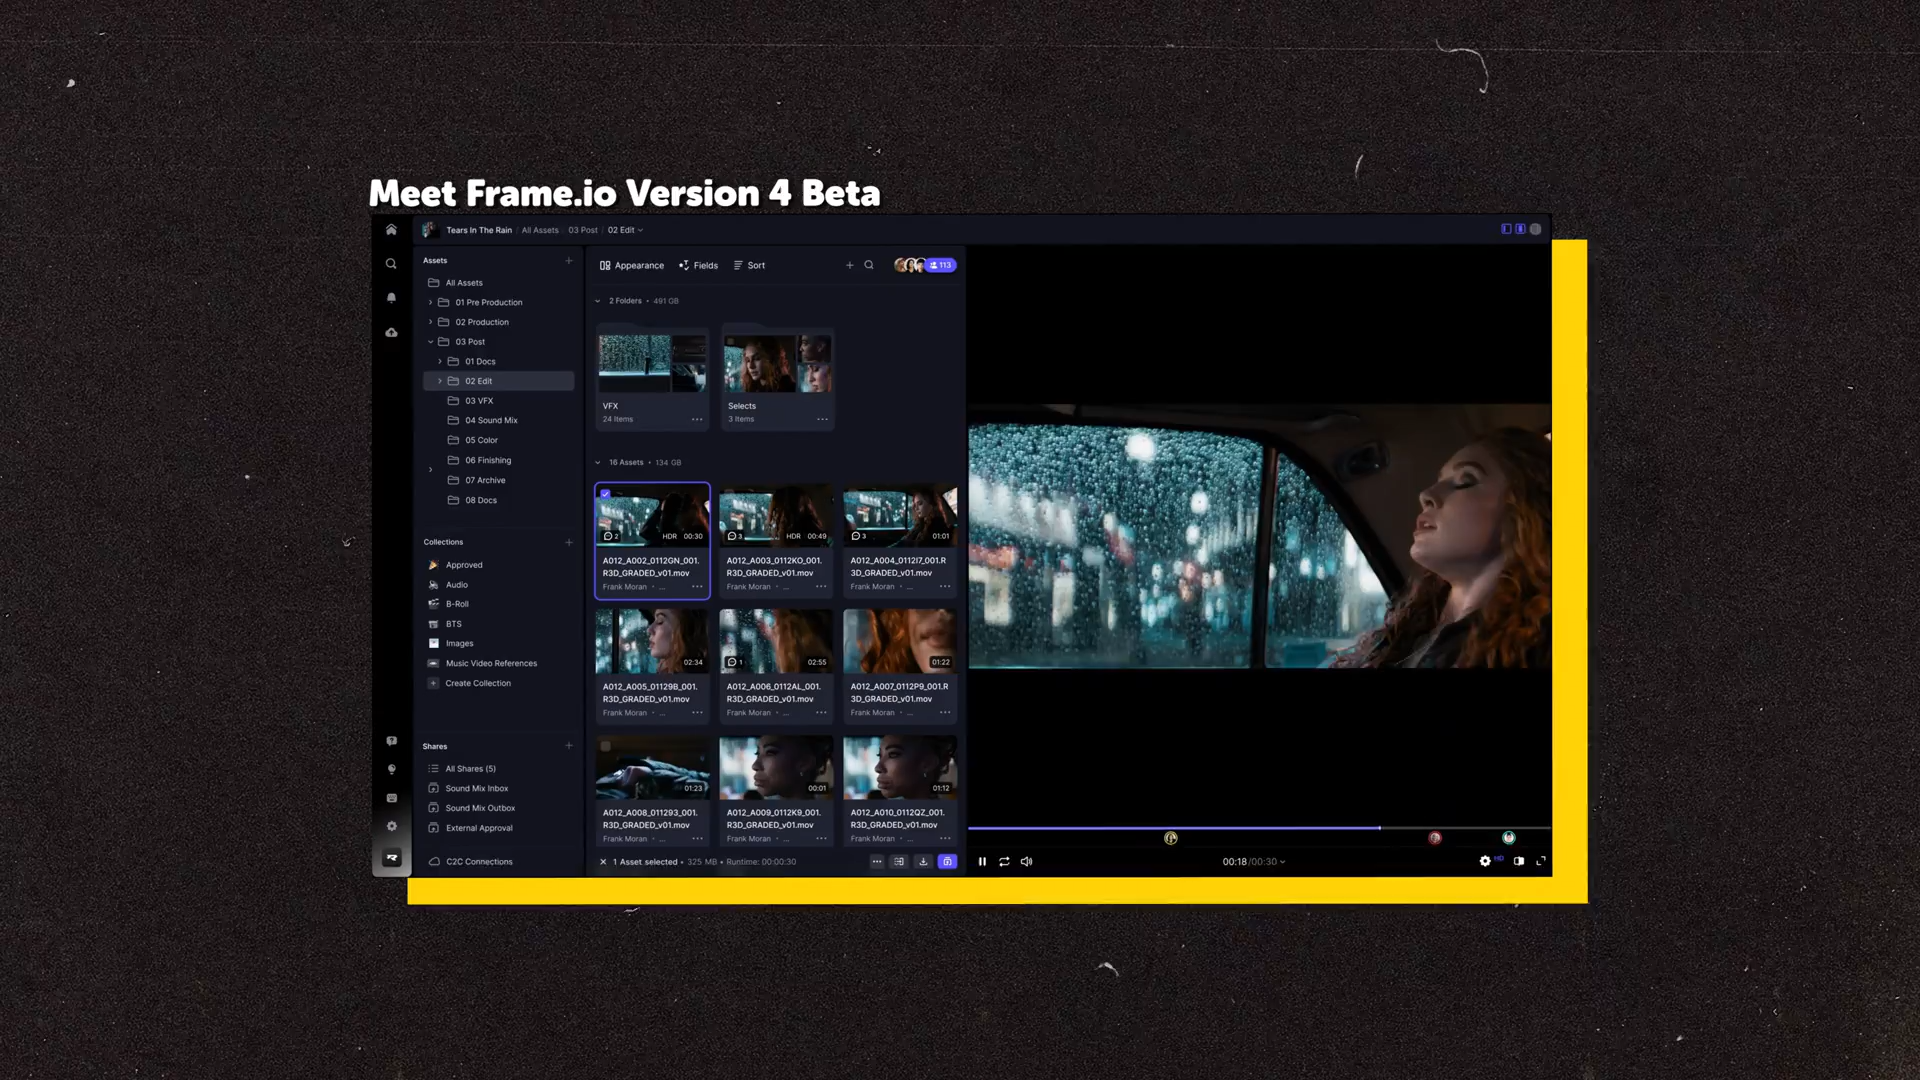 Meet Frame.io Version 4 Beta
Tears In The Rain / All Assets / 03 Post / 02 Edit
Assets
All Assets
01 Pre Production
02 Production
03 Post
01 Docs
02 Edit
03 VFX
04 Sound Mix
05 Color
06 Finishing
07 Archive
08 Docs
Collections
Approved
Audio
B-Roll
BTS
Images
Music Video References
Create Collection
Shares
All Shares (5)
Sound Mix Inbox
Sound Mix Outbox
External Approval
C2C Connections
Appearance Fields Sort
113
2 Folders • 491 GB
VFX
24 Items
Selects
3 Items
16 Assets • 134 GB
2 HDR 00:30
A012_A002_0112GN_001.
R3D_GRADED_v01.mov
Frank Moran • ...
3 HDR 00:49
A012_A003_0112KO_001.
R3D_GRADED_v01.mov
Frank Moran • ...
3 01:01
A012_A004_0112I7_001.R
3D_GRADED_v01.mov
Frank Moran • ...
02:34
A012_A005_01129B_001.
R3D_GRADED_v01.mov
Frank Moran • ...
1 02:55
A012_A006_0112AL_001.
R3D_GRADED_v01.mov
Frank Moran • ...
01:22
A012_A007_0112P9_001.R
3D_GRADED_v01.mov
Frank Moran • ...
01:23
A012_A008_011293_001.
R3D_GRADED_v01.mov
Frank Moran • ...
00:01
A012_A009_0112K9_001.
R3D_GRADED_v01.mov
Frank Moran • ...
01:12
A012_A010_0112QZ_001.
R3D_GRADED_v01.mov
Frank Moran • ...
1 Asset selected • 325 MB • Runtime: 00:00:30
00:18/00:30
HD